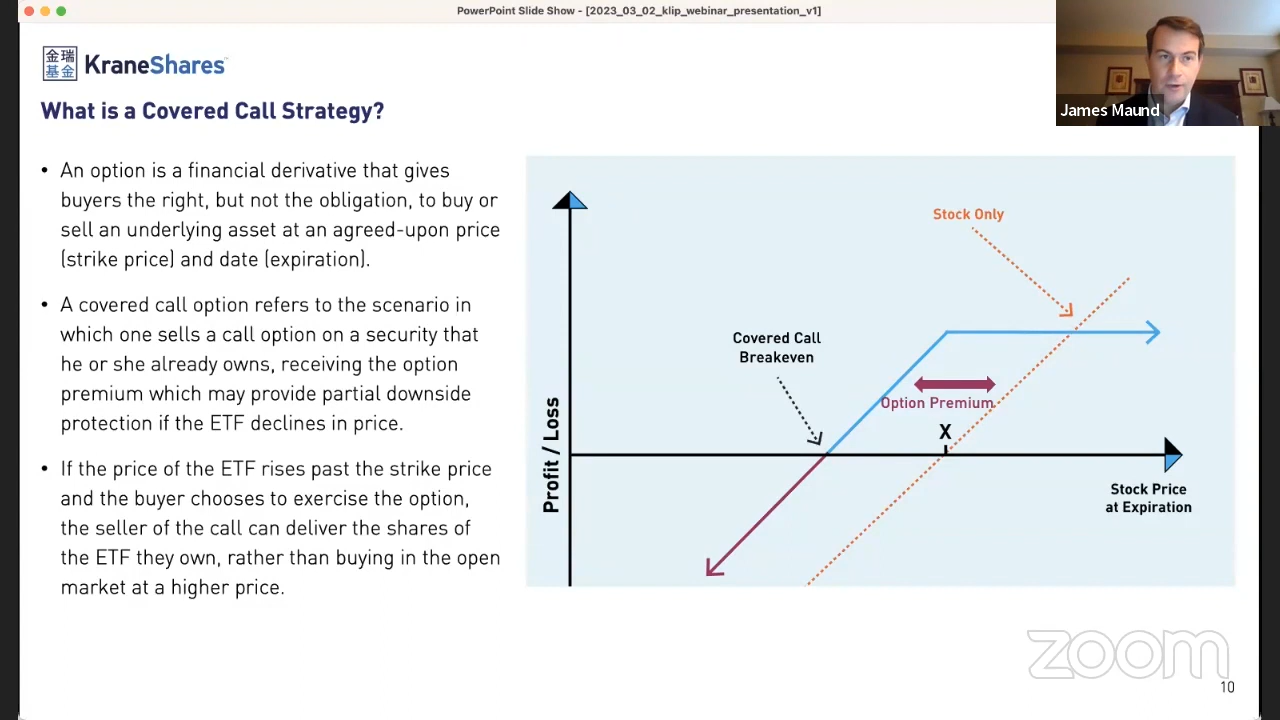 PowerPoint Slide Show - [2023_03_02_klip_webinar_presentation_v1]
金瑞
基金
KraneShares™
James Maund
What is a Covered Call Strategy?
• An option is a financial derivative that gives
buyers the right, but not the obligation, to buy or
sell an underlying asset at an agreed-upon price
(strike price) and date (expiration).
• A covered call option refers to the scenario in
which one sells a call option on a security that
he or she already owns, receiving the option
premium which may provide partial downside
protection if the ETF declines in price.
• If the price of the ETF rises past the strike price
and the buyer chooses to exercise the option,
the seller of the call can deliver the shares of
the ETF they own, rather than buying in the open
market at a higher price.
Stock Only
Covered Call
Breakeven
Option Premium
X
Profit / Loss
Stock Price
at Expiration
zoom
10